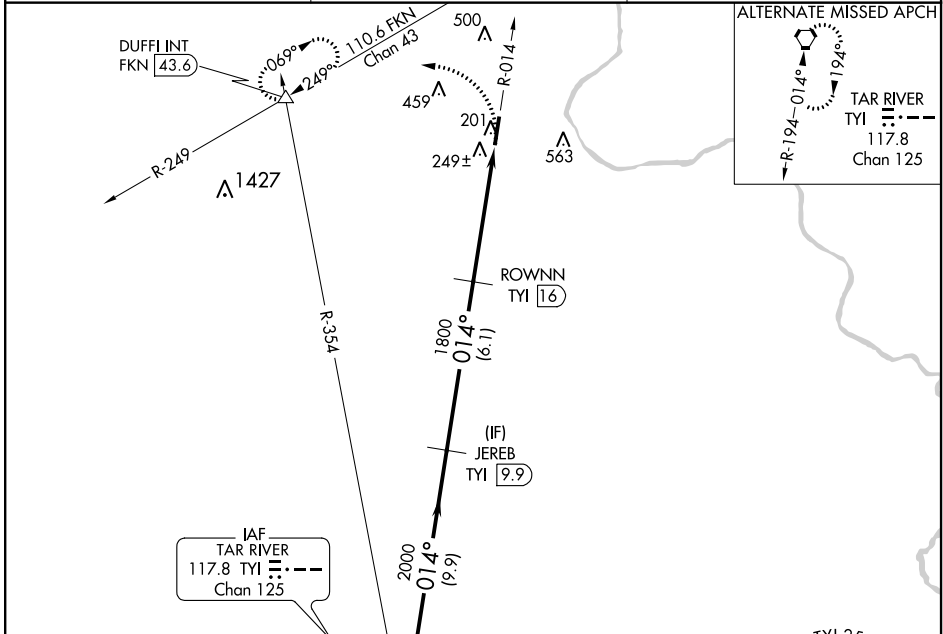 ALTERNATE MISSED APCH
194°
R-194
014°
TAR RIVER
TYI
117.8
Chan 125
DUFFI INT
FKN 43.6
069°
249°
110.6 FKN
Chan 43
R-249
1427
500
459
201
249±
563
R-014
ROWNN
TYI 16
1800
014°
(6.1)
R-354
(IF)
JEREB
TYI 9.9
2000
014°
(9.9)
IAF
TAR RIVER
117.8 TYI
Chan 125